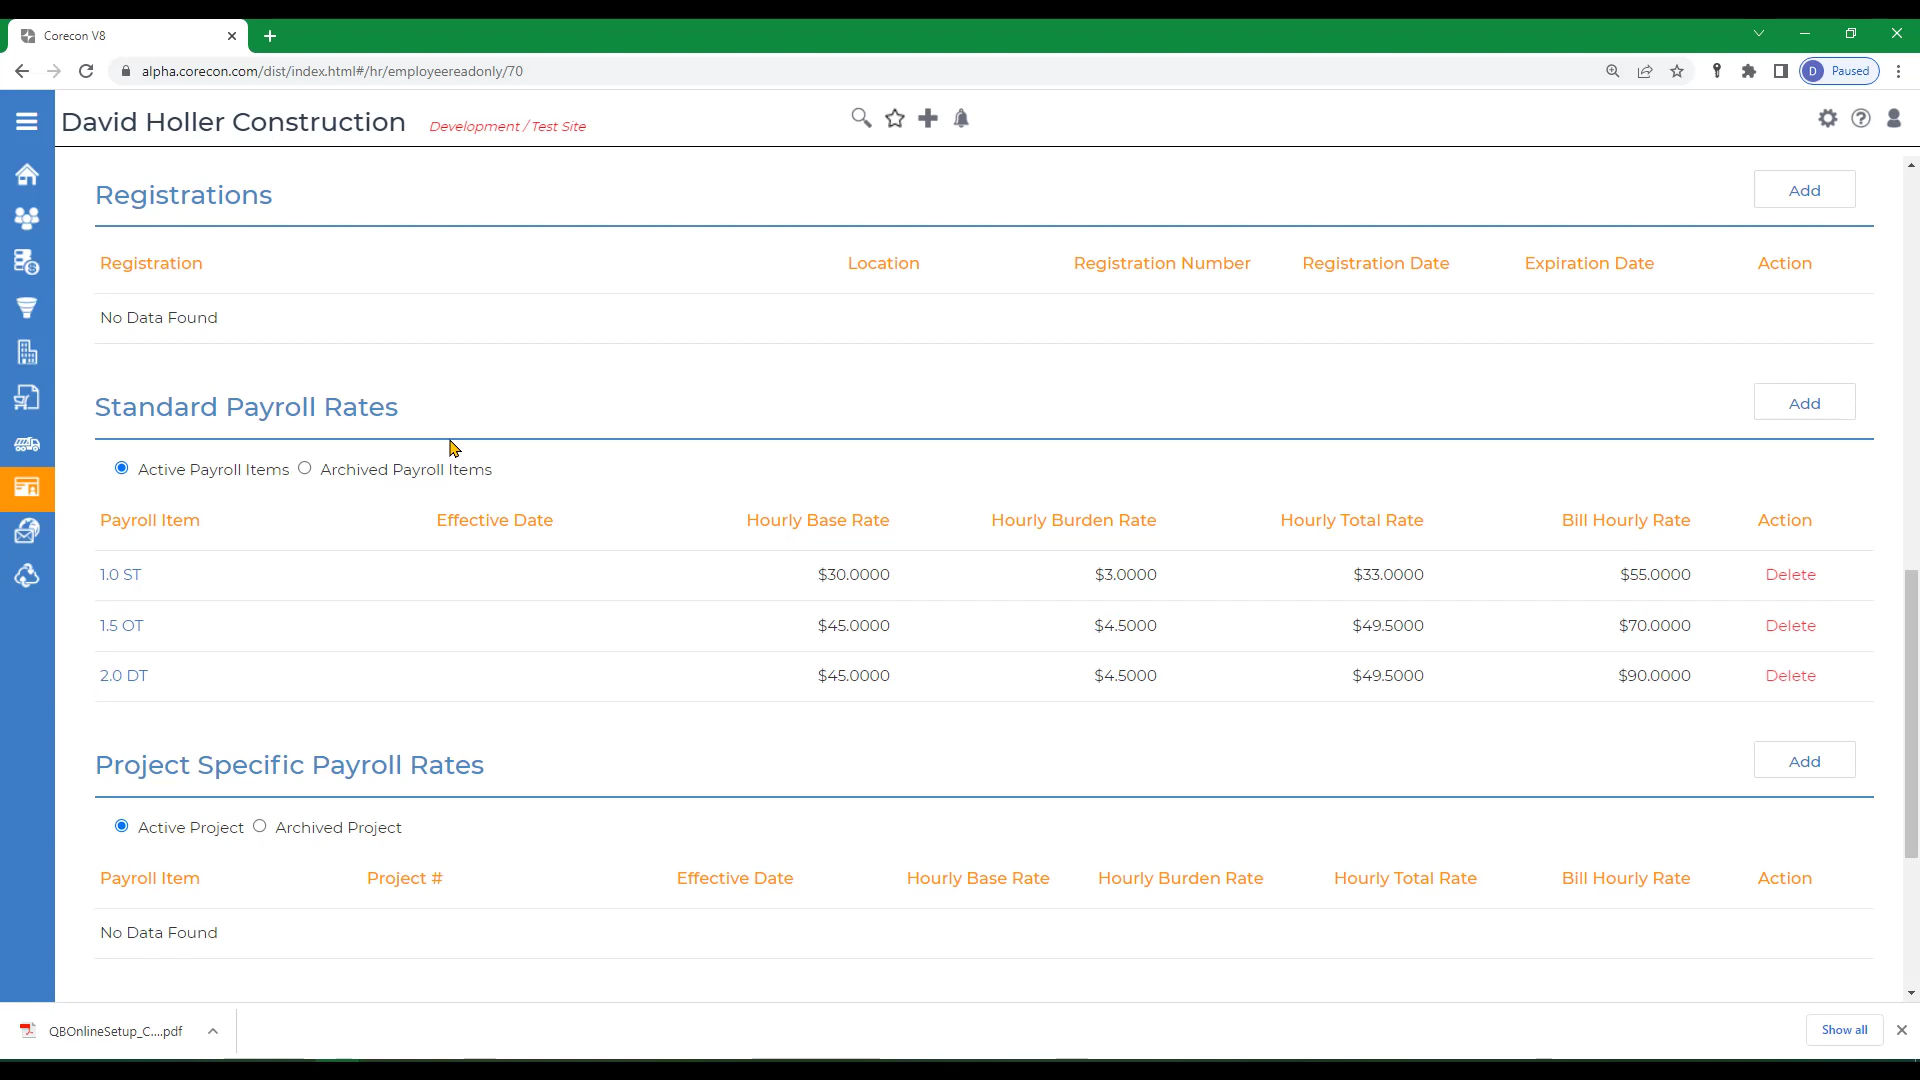 Corecon V8
alpha.corecon.com/dist/index.html#/hr/employeereadonly/70
D Paused
David Holler Construction Development / Test Site
Registrations Add
Registration Location Registration Number Registration Date Expiration Date Action
No Data Found
Standard Payroll Rates Add
Active Payroll Items Archived Payroll Items
Payroll Item Effective Date Hourly Base Rate Hourly Burden Rate Hourly Total Rate Bill Hourly Rate Action
1.0 ST $30.0000 $3.0000 $33.0000 $55.0000 Delete
1.5 OT $45.0000 $4.5000 $49.5000 $70.0000 Delete
2.0 DT $45.0000 $4.5000 $49.5000 $90.0000 Delete
Project Specific Payroll Rates Add
Active Project Archived Project
Payroll Item Project # Effective Date Hourly Base Rate Hourly Burden Rate Hourly Total Rate Bill Hourly Rate Action
No Data Found
QBOnlineSetup_C....pdf Show all